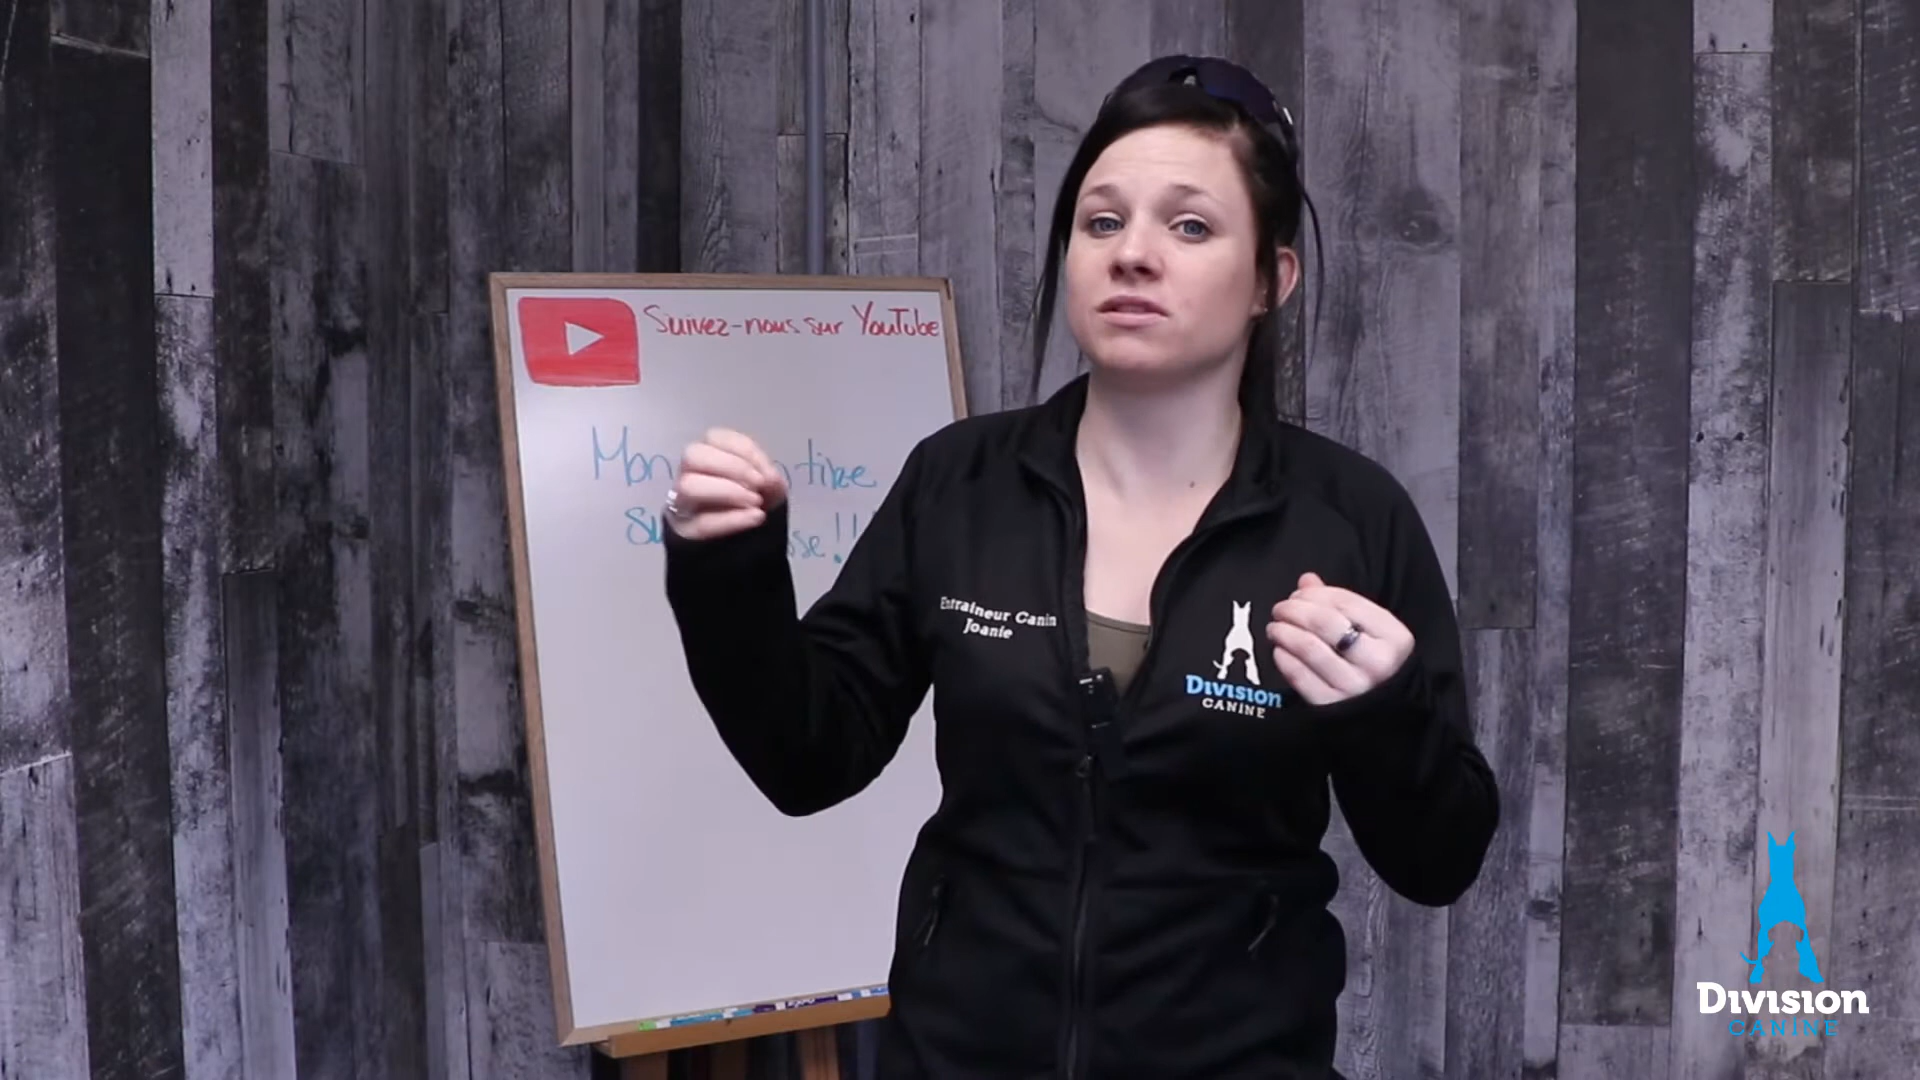 Suivez-nous sur YouTube
Mon tire
!!!
Entraineur Canin
Joanie
DIVISION
CANINE
DIVISION
CANINE